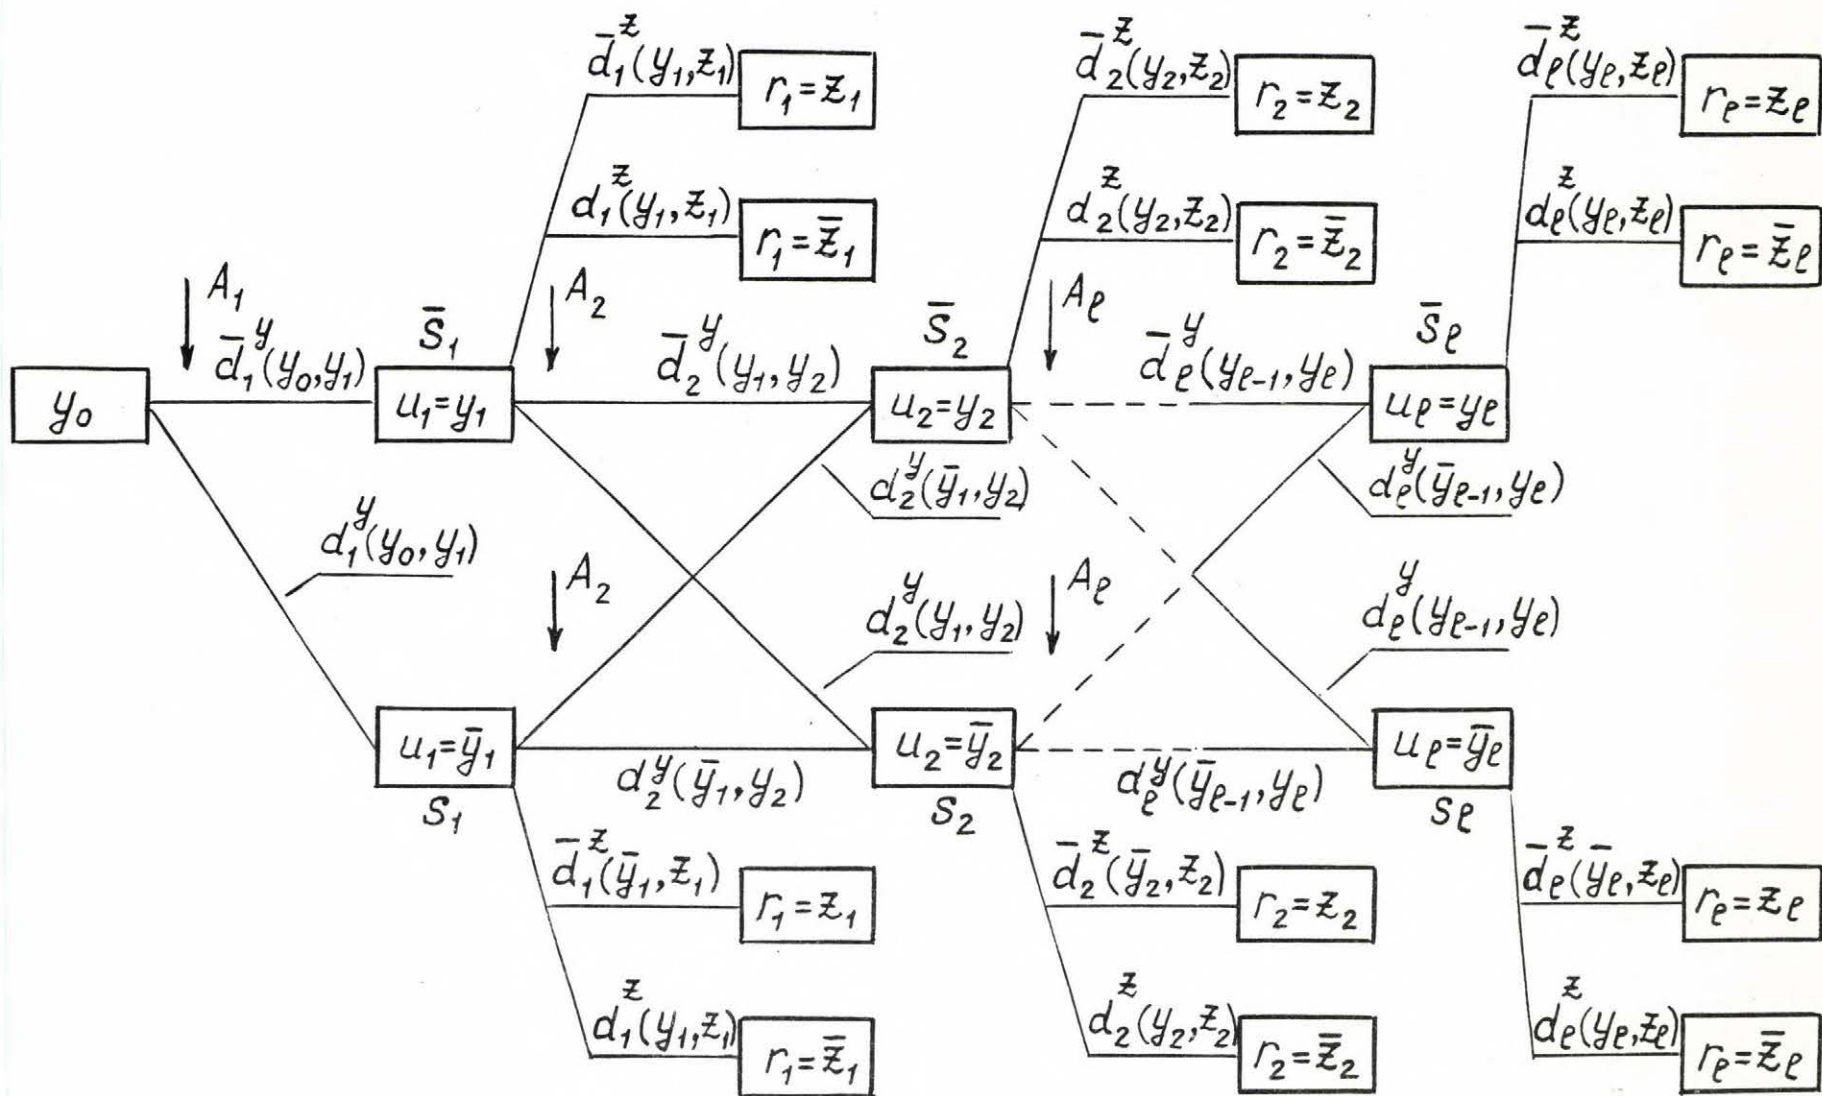 d̄₁ᶻ(y₁,z₁) r₁=z₁ d̄₂ᶻ(y₂,z₂) r₂=z₂ d̄ₗᶻ(yₗ,zₗ) rₗ=zₗ
d₁ᶻ(y₁,z₁) r₁=z̄₁ d₂ᶻ(y₂,z₂) r₂=z̄₂ dₗᶻ(yₗ,zₗ) rₗ=z̄ₗ
A₁ S̄₁ A₂ S̄₂ Aₗ S̄ₗ
d̄₁ʸ(y₀,y₁) d̄₂ʸ(y₁,y₂) d̄ₗʸ(yₗ₋₁,yₗ)
y₀ u₁=y₁ u₂=y₂ uₗ=yₗ
d₂ʸ(ȳ₁,y₂) dₗʸ(ȳₗ₋₁,yₗ)
d₁ʸ(y₀,y₁)
A₂ Aₗ
d₂ʸ(y₁,y₂) dₗʸ(yₗ₋₁,yₗ)
u₁=ȳ₁ u₂=ȳ₂ uₗ=ȳₗ
S₁ d₂ʸ(ȳ₁,y₂) S₂ dₗʸ(ȳₗ₋₁,yₗ) Sₗ
d̄₁ᶻ(ȳ₁,z₁) r₁=z₁ d̄₂ᶻ(ȳ₂,z₂) r₂=z₂ d̄ₗᶻ(ȳₗ,zₗ) rₗ=zₗ
d₁ᶻ(y₁,z₁) r₁=z̄₁ d₂ᶻ(y₂,z₂) r₂=z̄₂ dₗᶻ(yₗ,zₗ) rₗ=z̄ₗ